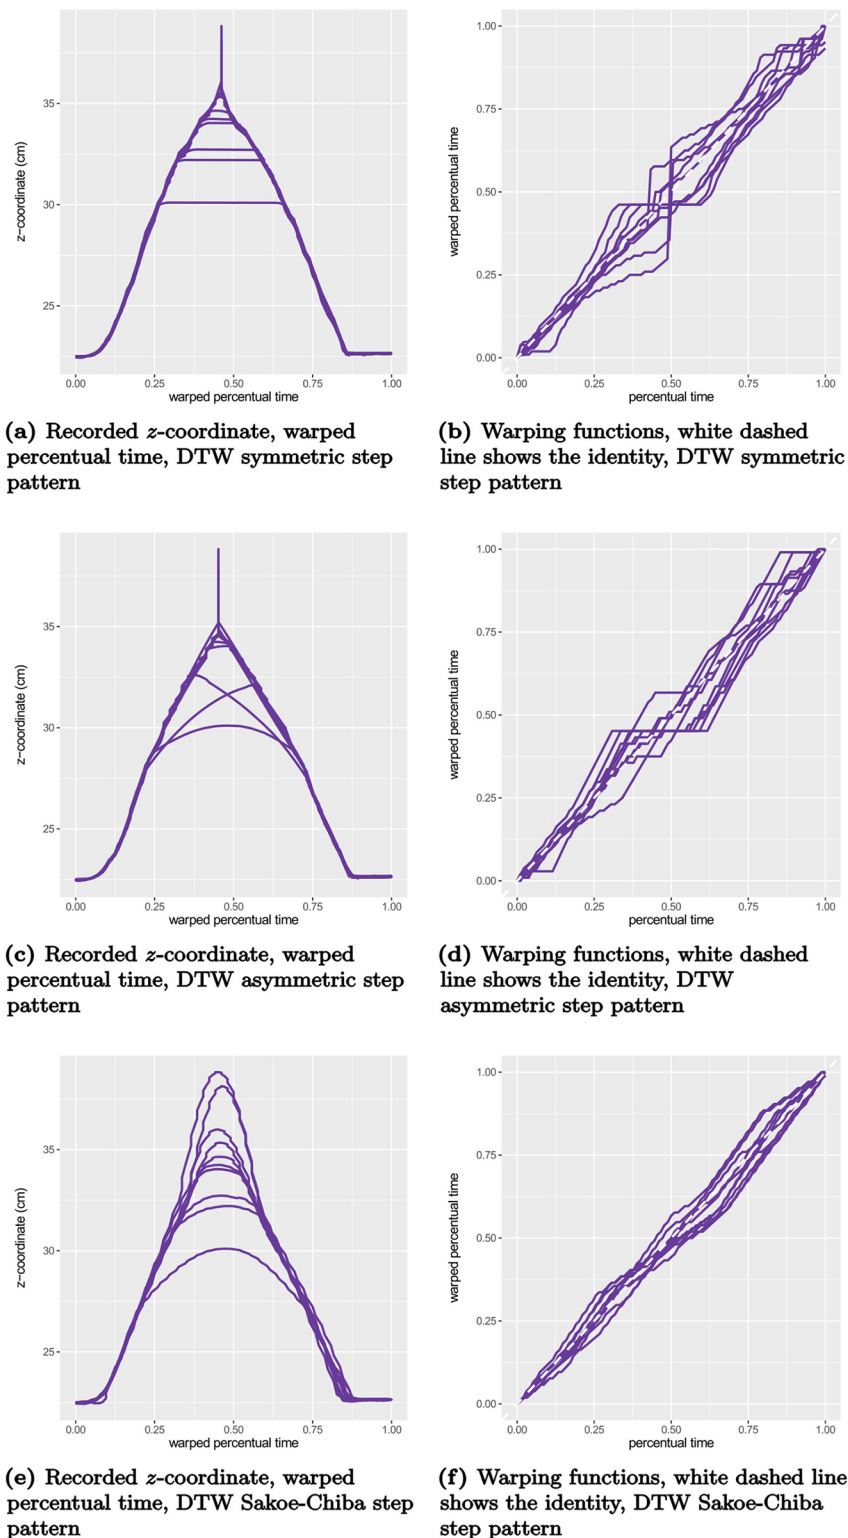 1.00
35
0.75
z−coordinate (cm)
warped percentual time
0.50
30
0.25
25
0.00
0.00 0.25 0.50 0.75 1.00
warped percentual time
0.00 0.25 0.50 0.75 1.00
percentual time
(a) Recorded z-coordinate, warped
percentual time, DTW symmetric step
pattern
(b) Warping functions, white dashed
line shows the identity, DTW symmetric
step pattern
1.00
35
0.75
z−coordinate (cm)
warped percentual time
0.50
30
0.25
25
0.00
0.00 0.25 0.50 0.75 1.00
warped percentual time
0.00 0.25 0.50 0.75 1.00
percentual time
(c) Recorded z-coordinate, warped
percentual time, DTW asymmetric step
pattern
(d) Warping functions, white dashed
line shows the identity, DTW
asymmetric step pattern
1.00
35
0.75
z−coordinate (cm)
warped percentual time
0.50
30
0.25
25
0.00
0.00 0.25 0.50 0.75 1.00
warped percentual time
0.00 0.25 0.50 0.75 1.00
percentual time
(e) Recorded z-coordinate, warped
percentual time, DTW Sakoe-Chiba step
pattern
(f) Warping functions, white dashed line
shows the identity, DTW Sakoe-Chiba
step pattern